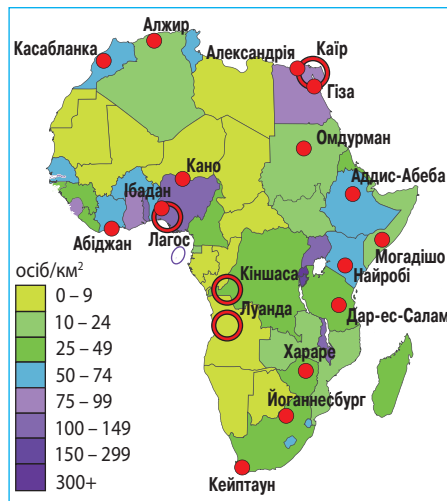 Алжир
Касабланка
Александрія
Каїр
Гіза
Омдурман
Кано
Аддис-Абеба
Ібадан
Абіджан
Лагос
Могадішо
Кіншаса
Найробі
Луанда
Дар-ес-Салам
Хараре
Йоганнесбург
Кейптаун
осіб/км²
0 – 9
10 – 24
25 – 49
50 – 74
75 – 99
100 – 149
150 – 299
300+